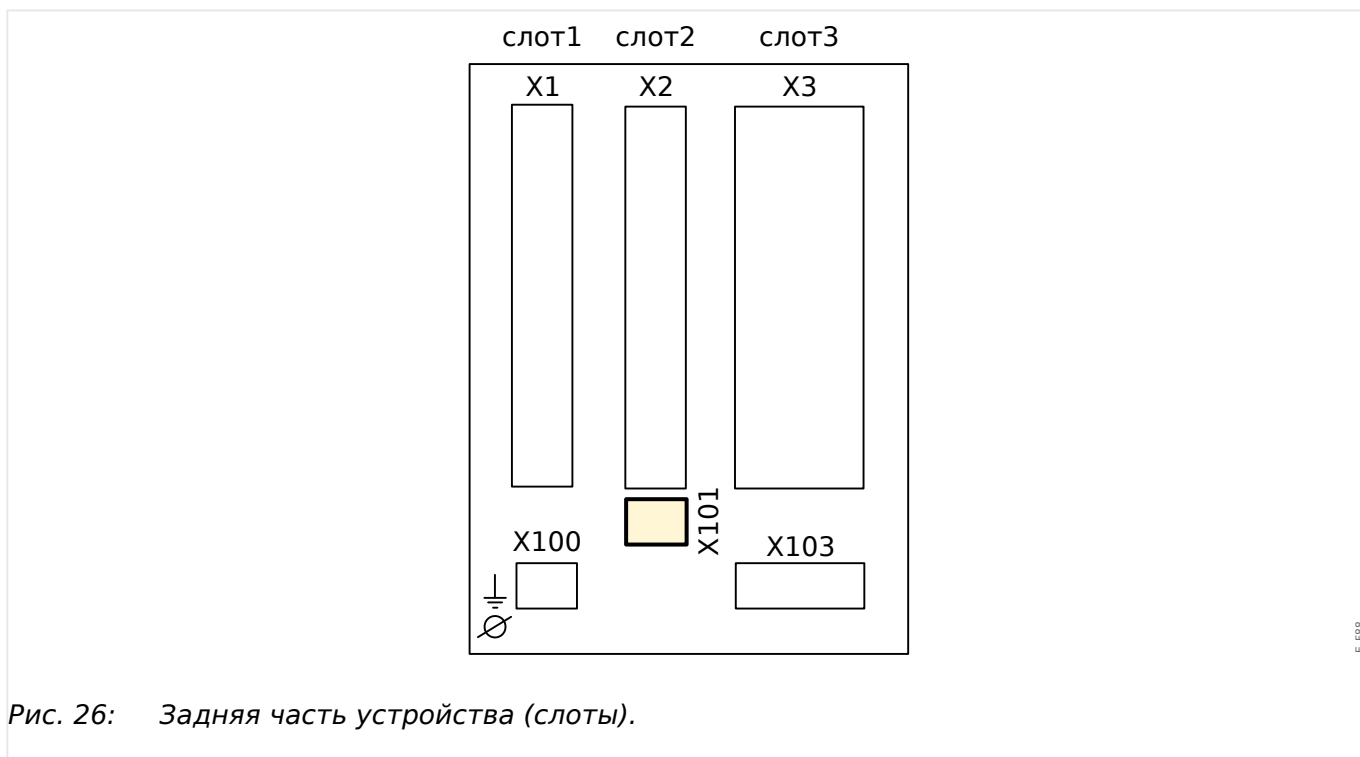 слот1 слот2 слот3
X1 X2 X3
X101
X100
X103
Рис. 26: Задняя часть устройства (слоты).